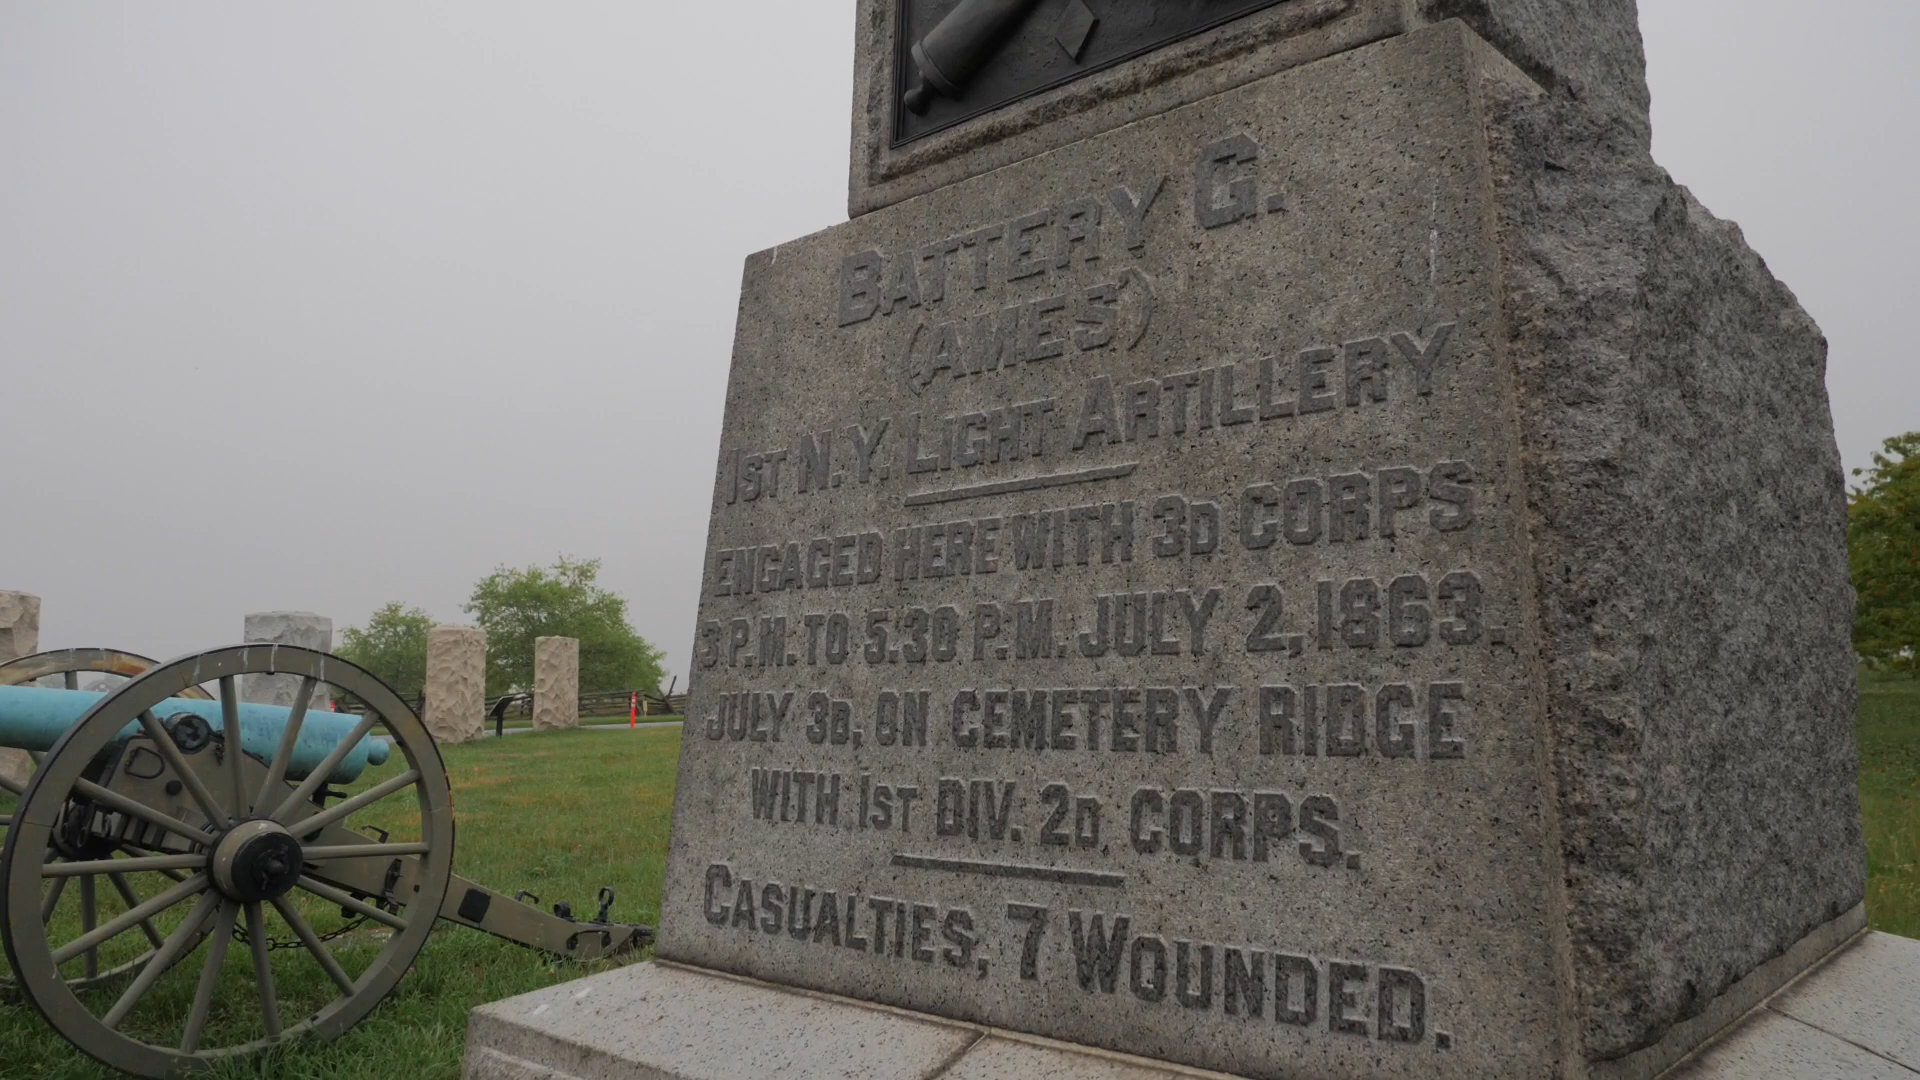 BATTERY G.
(AMES)
1ST N.Y. LIGHT ARTILLERY
ENGAGED HERE WITH 3D CORPS
3 P.M. TO 5.30 P.M. JULY 2, 1863.
JULY 3D, ON CEMETERY RIDGE
WITH 1ST DIV. 2D CORPS.
CASUALTIES, 7 WOUNDED.